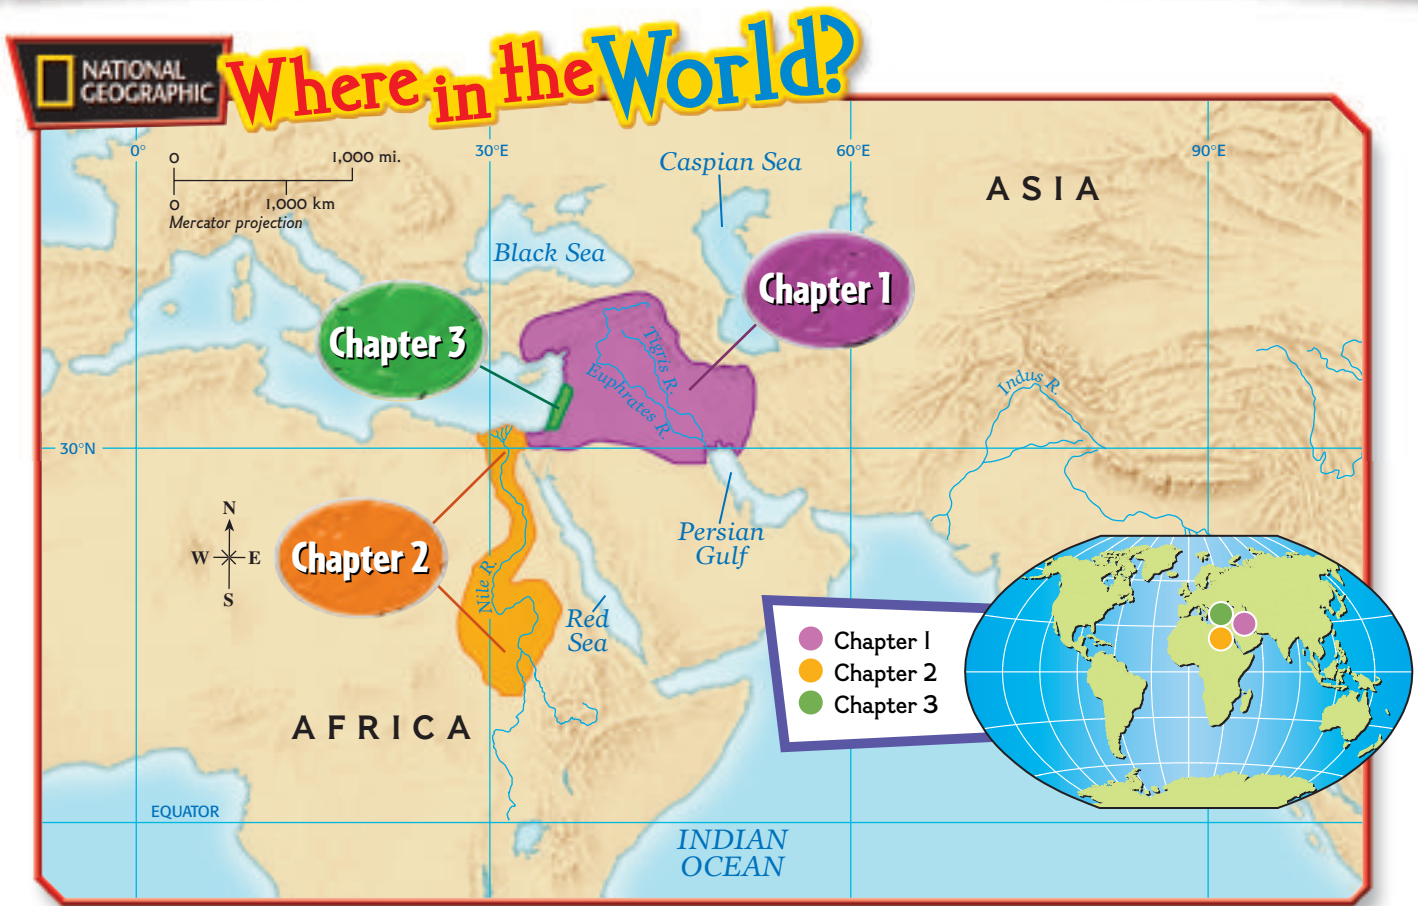 NATIONAL
GEOGRAPHIC
Where in the World?
0° 30°E 60°E 90°E
0 1,000 mi.
0 1,000 km
Mercator projection
Caspian Sea
ASIA
Black Sea
Chapter 1
Chapter 3
Tigris R.
Euphrates R.
Indus R.
30°N
N
W E
S
Persian
Gulf
Chapter 2
Nile R.
Red
Sea
Chapter 1
Chapter 2
Chapter 3
AFRICA
EQUATOR
INDIAN
OCEAN